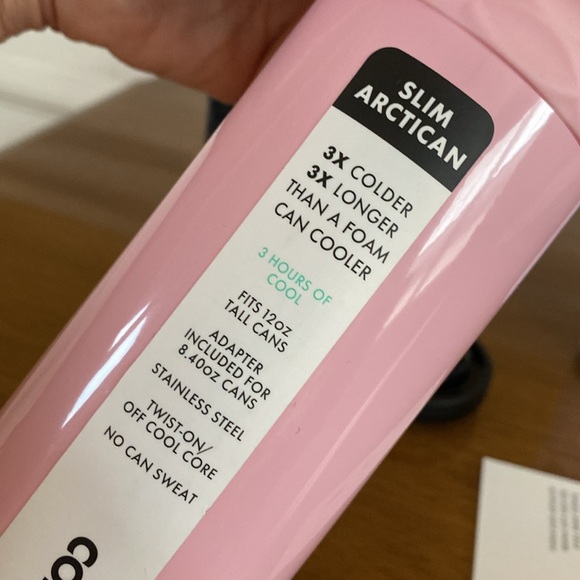 SLIM
ARCTICAN
3X COLDER
3X LONGER
THAN A FOAM
CAN COOLER
3 HOURS OF
COOL
FITS 12OZ
TALL CANS
ADAPTER
INCLUDED FOR
8.40OZ CANS
STAINLESS STEEL
TWIST-ON/
OFF COOL CORE
NO CAN SWEAT